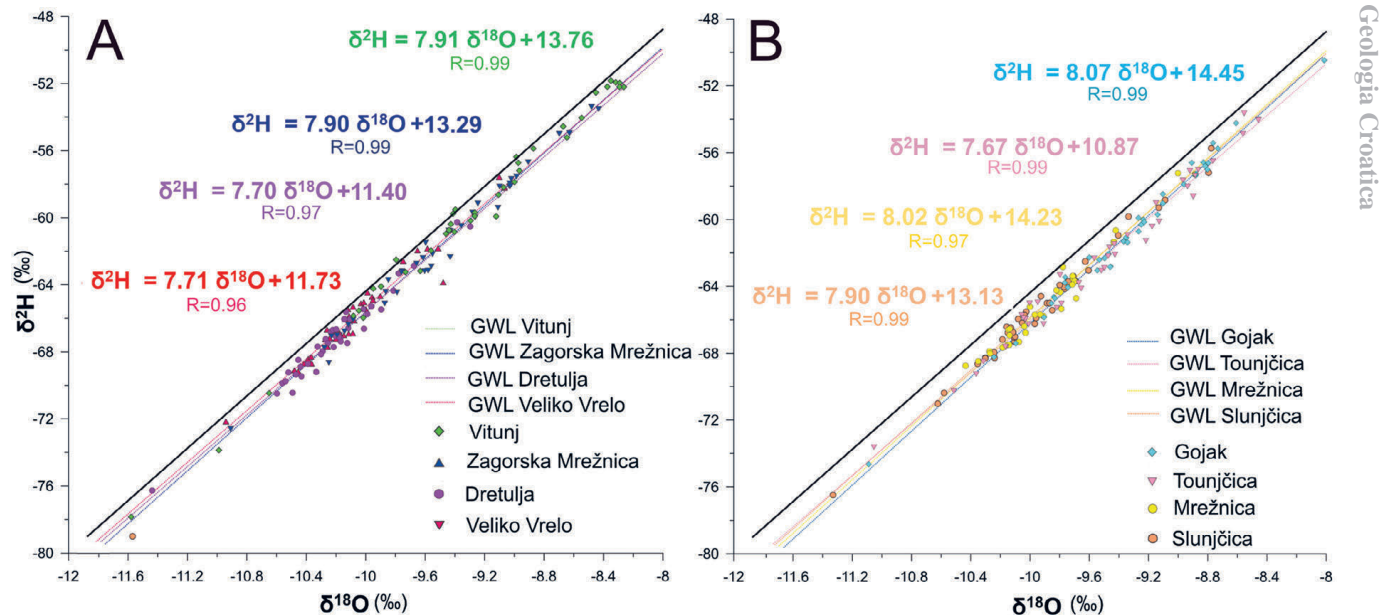 Geologia Croatica
A
δ²H = 7.91 δ¹⁸O+13.76
R=0.99
δ²H = 7.90 δ¹⁸O+13.29
R=0.99
δ²H = 7.70 δ¹⁸O+11.40
R=0.97
δ²H = 7.71 δ¹⁸O+11.73
R=0.96
GWL Vitunj
GWL Zagorska Mrežnica
GWL Dretulja
GWL Veliko Vrelo
Vitunj
Zagorska Mrežnica
Dretulja
Veliko Vrelo
δ²H (‰)
-48
-52
-56
-60
-64
-68
-72
-76
-80
-12 -11.6 -11.2 -10.8 -10.4 -10 -9.6 -9.2 -8.8 -8.4 -8
δ¹⁸O (‰)
B
δ²H = 8.07 δ¹⁸O+14.45
R=0.99
δ²H = 7.67 δ¹⁸O+10.87
R=0.99
δ²H = 8.02 δ¹⁸O+14.23
R=0.97
δ²H = 7.90 δ¹⁸O+13.13
R=0.99
GWL Gojak
GWL Tounjčica
GWL Mrežnica
GWL Slunjčica
Gojak
Tounjčica
Mrežnica
Slunjčica
δ²H (‰)
-48
-52
-56
-60
-64
-68
-72
-76
-80
-12 -11.6 -11.2 -10.8 -10.4 -10 -9.6 -9.2 -8.8 -8.4 -8
δ¹⁸O (‰)